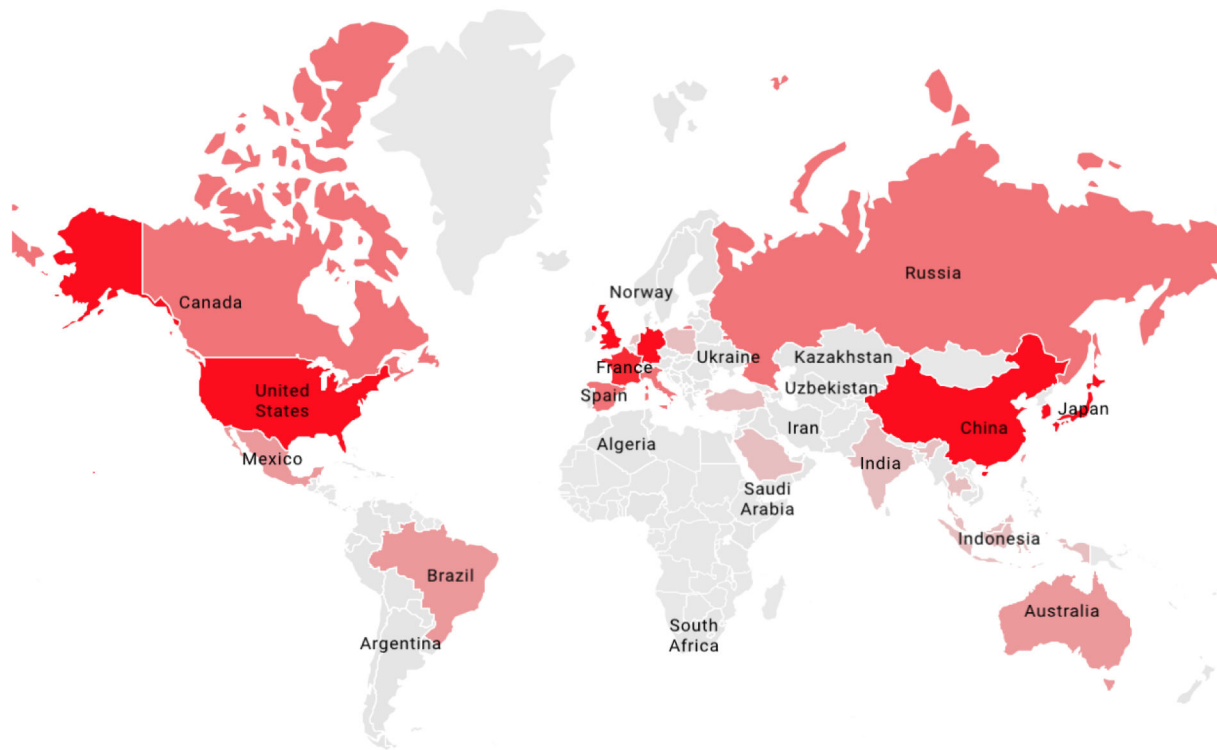 Russia
Norway
Canada
Ukraine
Kazakhstan
France
Uzbekistan
United
States
Spain
Japan
Iran
China
Algeria
Mexico
India
Saudi
Arabia
Indonesia
Brazil
Australia
South
Africa
Argentina